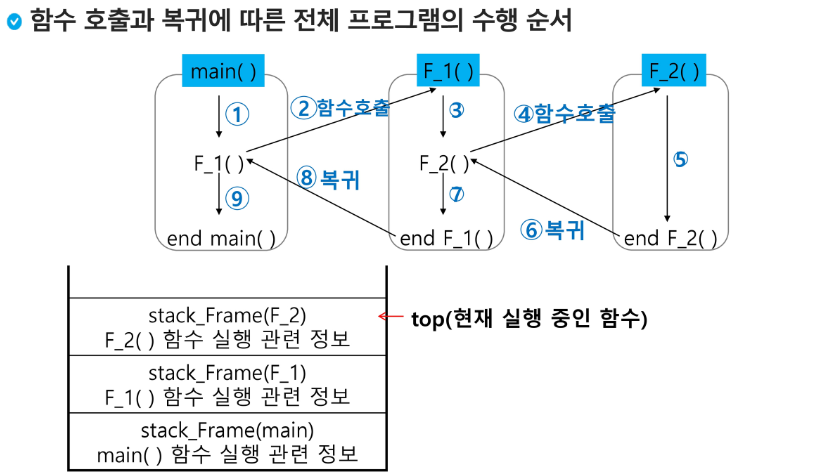 함수 호출과 복귀에 따른 전체 프로그램의 수행 순서
main( )
F_1( )
F_2( )
①
②함수호출
③
④함수호출
F_1( )
F_2( )
⑤
⑧복귀
⑨
⑦
⑥복귀
end main( )
end F_1( )
end F_2( )
stack_Frame(F_2)
F_2( ) 함수 실행 관련 정보
top(현재 실행 중인 함수)
stack_Frame(F_1)
F_1( ) 함수 실행 관련 정보
stack_Frame(main)
main( ) 함수 실행 관련 정보